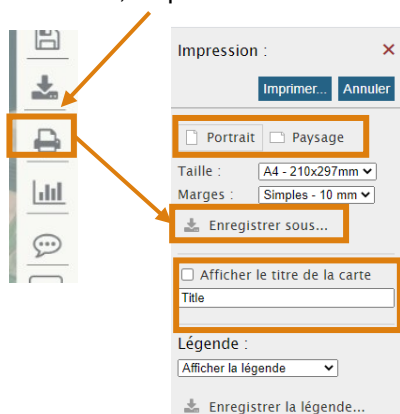 Impression :
Imprimer... Annuler
Portrait Paysage
Taille : A4 - 210x297mm
Marges : Simples - 10 mm
Enregistrer sous...
Afficher le titre de la carte
Title
Légende :
Afficher la légende
Enregistrer la légende...